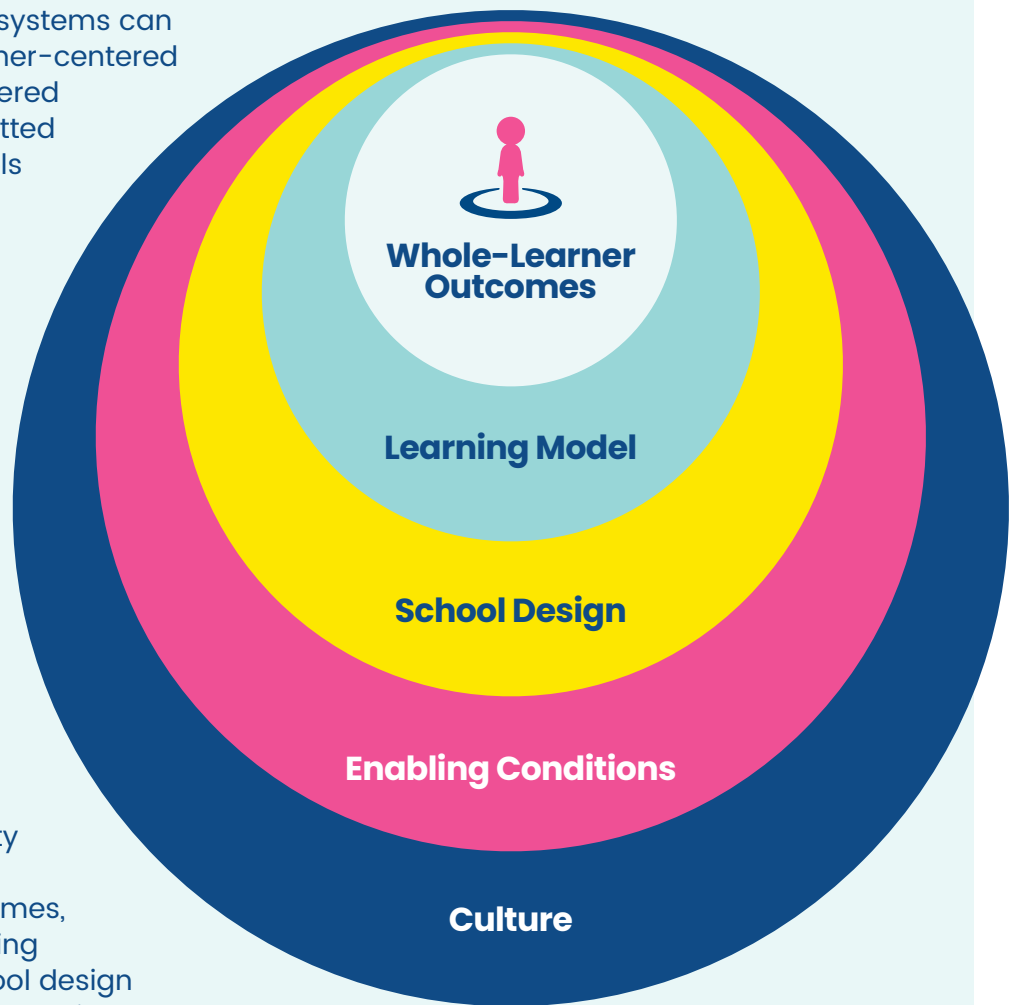 systems can
ner-centered
ered
tted
ls
Whole-Learner
Outcomes
Learning Model
School Design
Enabling Conditions
Culture
ty
mes,
ing
ool design